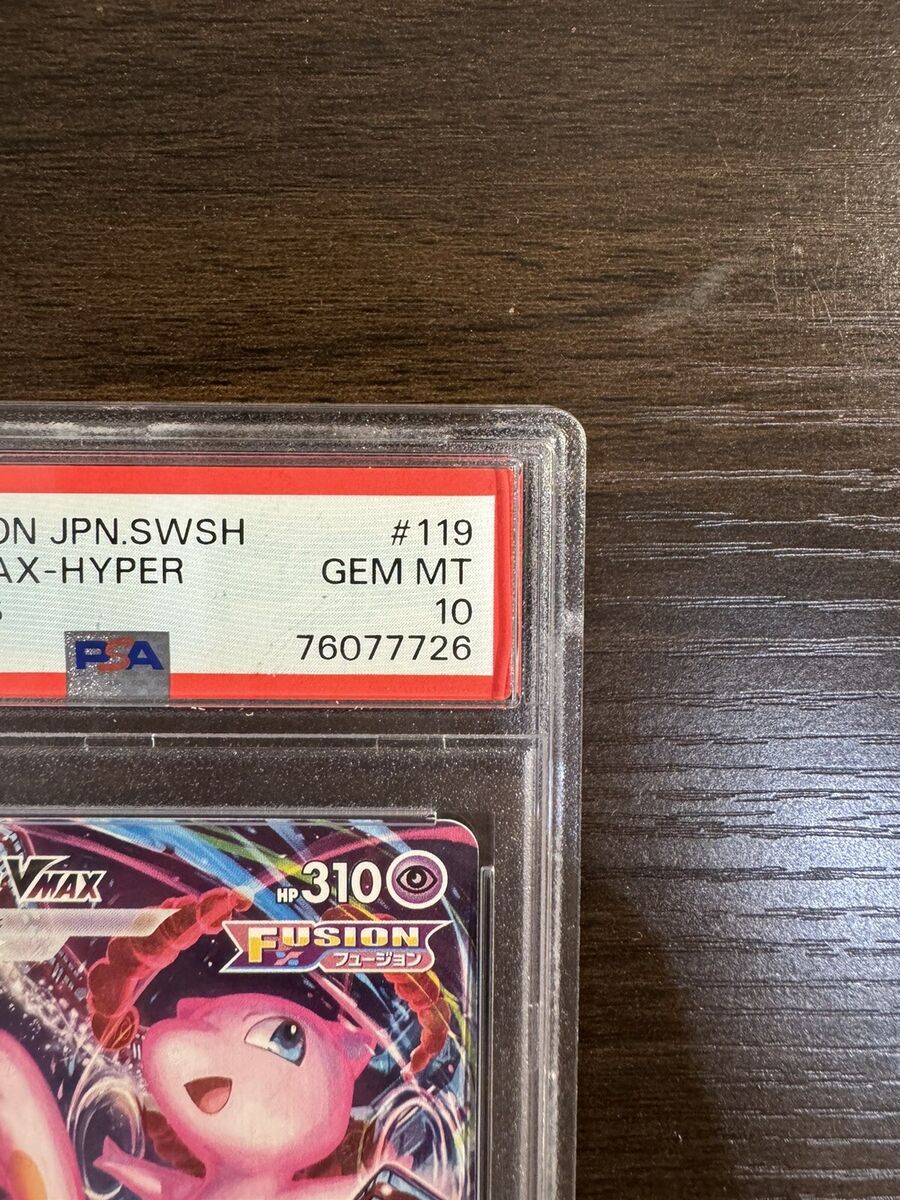 ON JPN.SWSH #119
AX-HYPER GEM MT
10
PSA 76077726
VMAX HP 310
FUSION
フュージョン